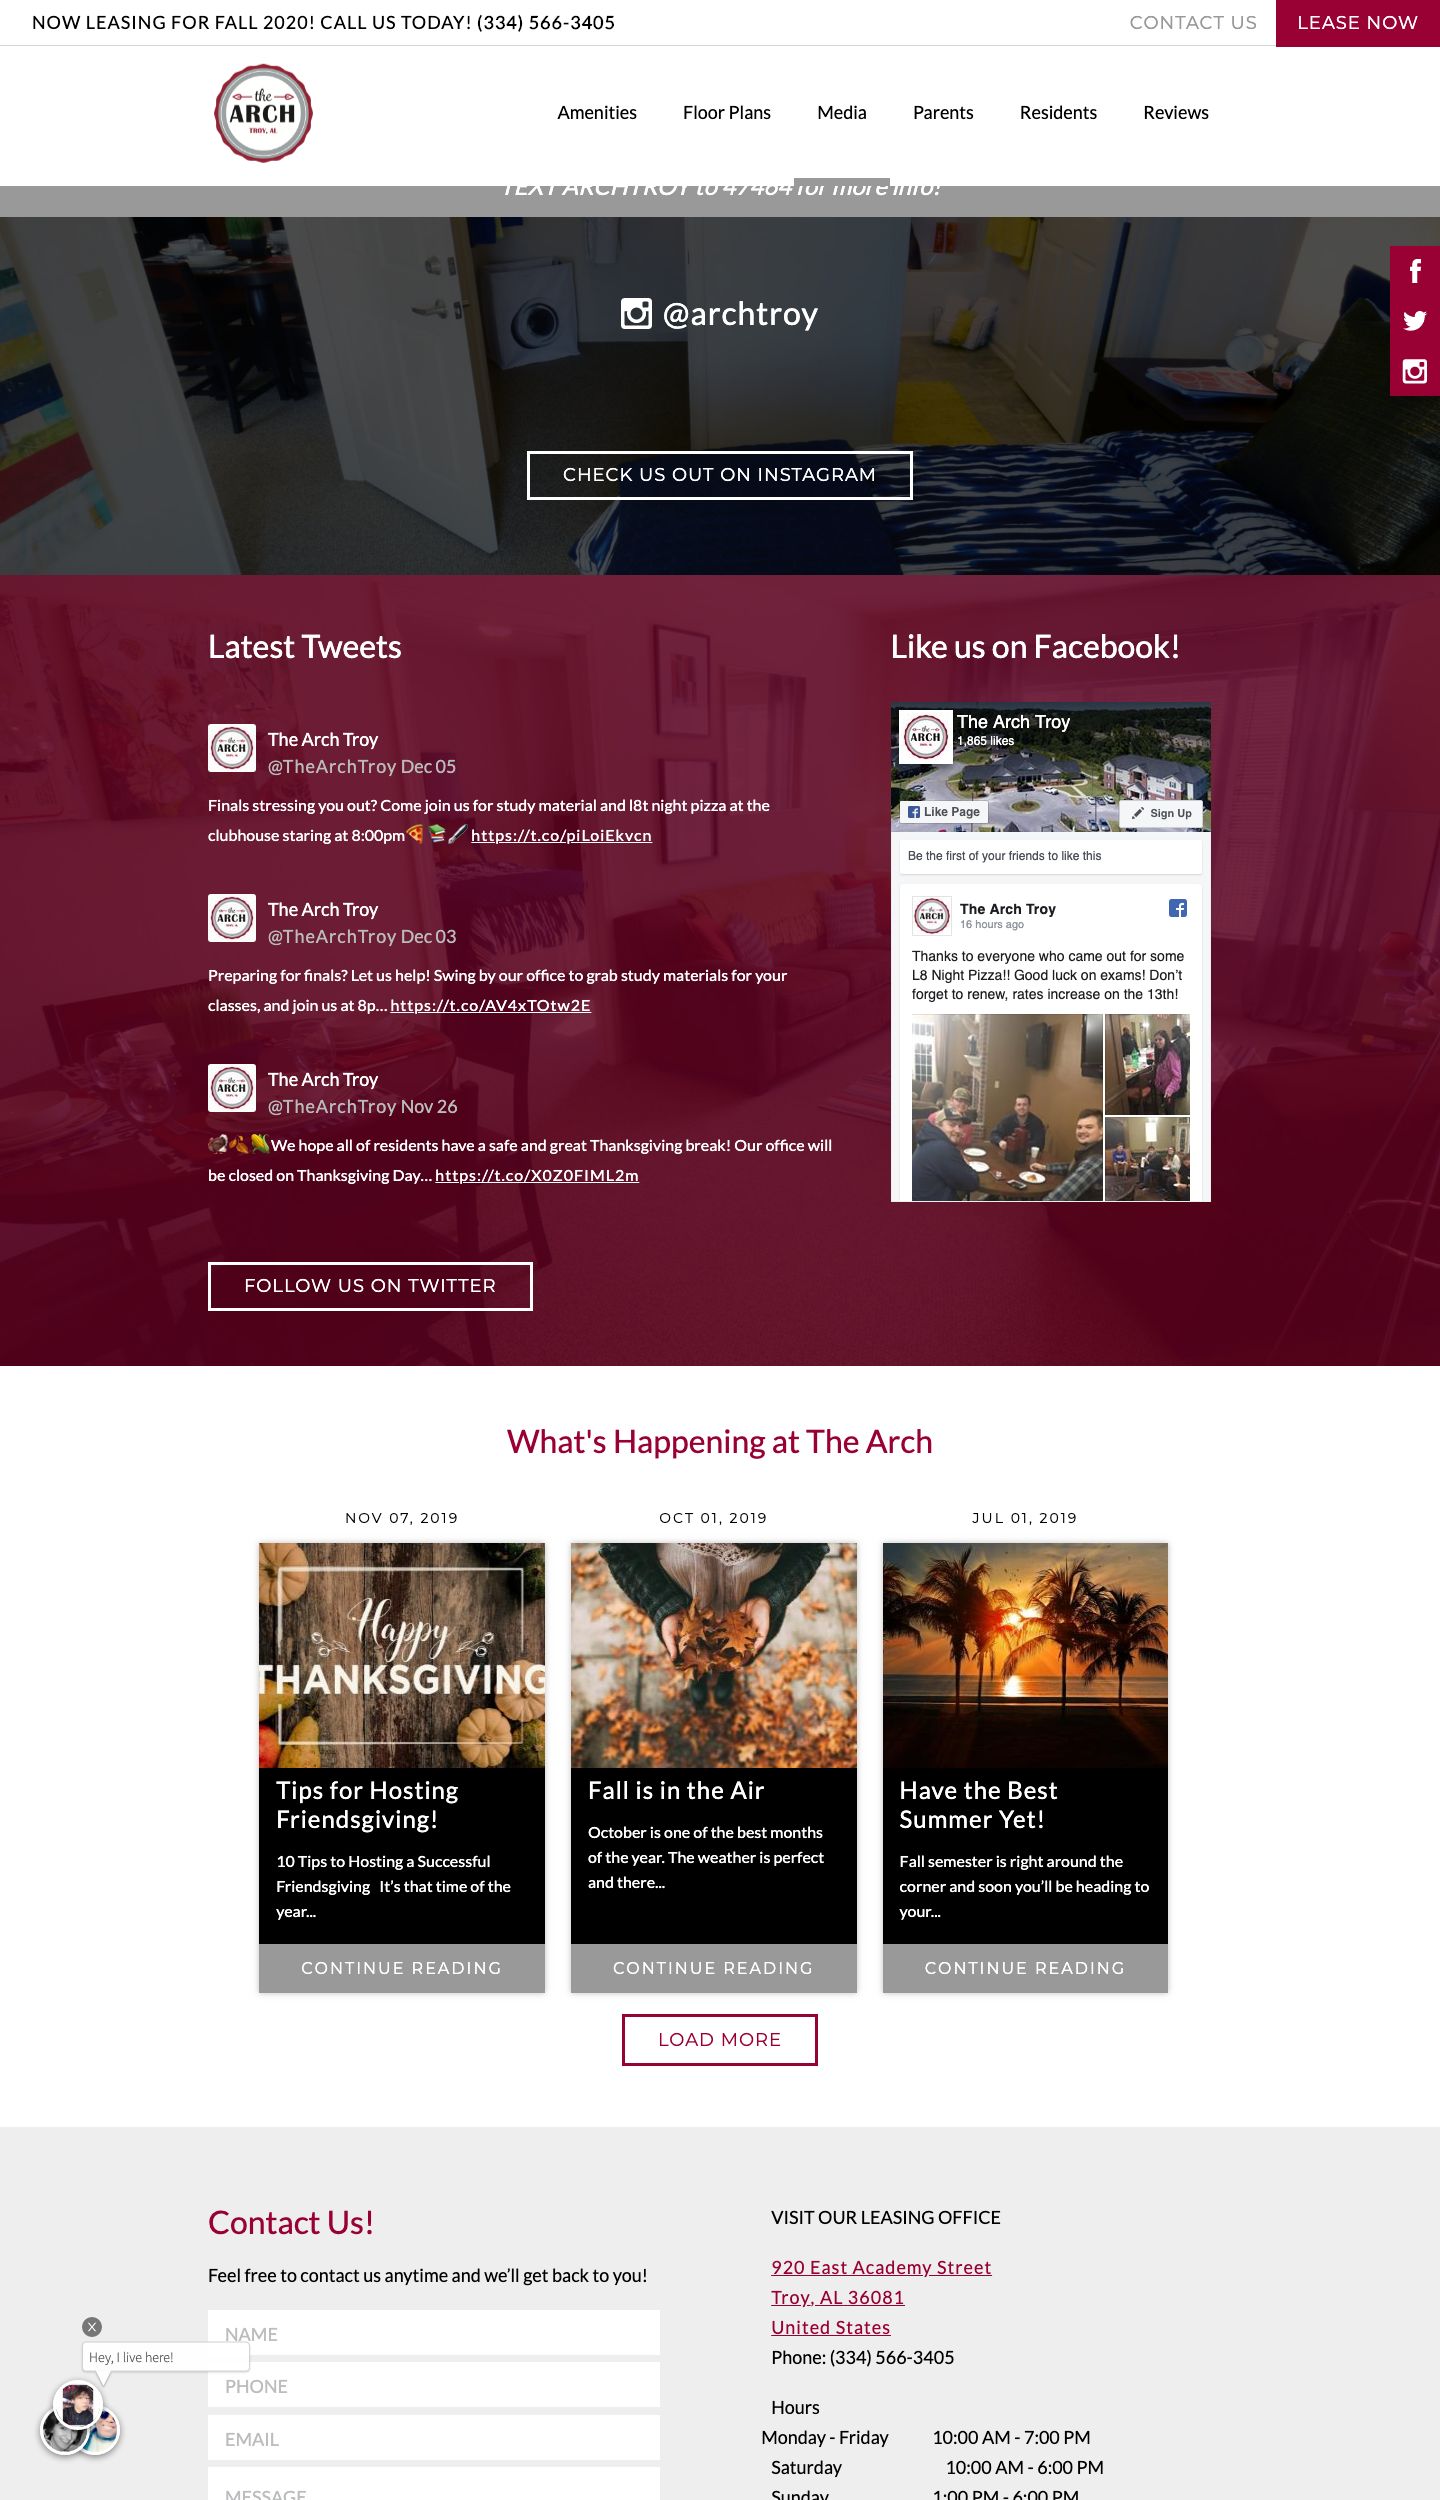 NOW LEASING FOR FALL 2020! CALL US TODAY! (334) 566-3405
CONTACT US
LEASE NOW
the
ARCH
TROY, AL
Amenities
Floor Plans
Media
Parents
Residents
Reviews
TEXT ARCHTROY to 47464 for more info!
@archtroy
CHECK US OUT ON INSTAGRAM
Latest Tweets
The Arch Troy
@TheArchTroy Dec 05
Finals stressing you out? Come join us for study material and l8t night pizza at the
clubhouse staring at 8:00pm🍕📚🖊 https://t.co/piLoiEkvcn
The Arch Troy
@TheArchTroy Dec 03
Preparing for finals? Let us help! Swing by our office to grab study materials for your
classes, and join us at 8p… https://t.co/AV4xTOtw2E
The Arch Troy
@TheArchTroy Nov 26
🦃🍂🌽We hope all of residents have a safe and great Thanksgiving break! Our office will
be closed on Thanksgiving Day… https://t.co/X0Z0FIML2m
FOLLOW US ON TWITTER
Like us on Facebook!
The Arch Troy
1,865 likes
Like Page
Sign Up
Be the first of your friends to like this
The Arch Troy
16 hours ago
Thanks to everyone who came out for some
L8 Night Pizza!! Good luck on exams! Don't
forget to renew, rates increase on the 13th!
What's Happening at The Arch
NOV 07, 2019
Happy
THANKSGIVING
Tips for Hosting
Friendsgiving!
10 Tips to Hosting a Successful
Friendsgiving   It’s that time of the
year...
CONTINUE READING
OCT 01, 2019
Fall is in the Air
October is one of the best months
of the year. The weather is perfect
and there...
CONTINUE READING
JUL 01, 2019
Have the Best
Summer Yet!
Fall semester is right around the
corner and soon you’ll be heading to
your...
CONTINUE READING
LOAD MORE
Contact Us!
Feel free to contact us anytime and we’ll get back to you!
NAME
PHONE
EMAIL
MESSAGE
X
Hey, I live here!
VISIT OUR LEASING OFFICE
920 East Academy Street
Troy, AL 36081
United States
Phone: (334) 566-3405
Hours
Monday - Friday 10:00 AM - 7:00 PM
Saturday 10:00 AM - 6:00 PM
Sunday 1:00 PM - 6:00 PM